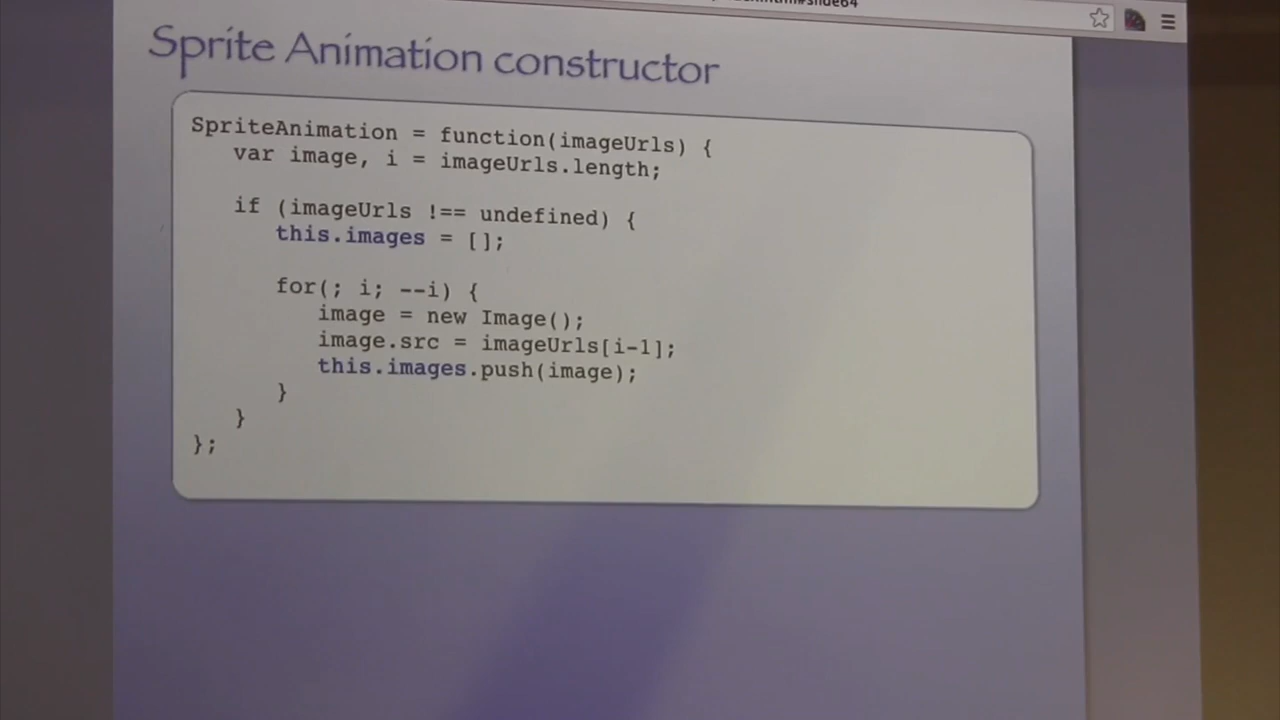 #slide64
Sprite Animation constructor
SpriteAnimation = function(imageUrls) {
   var image, i = imageUrls.length;
   if (imageUrls !== undefined) {
      this.images = [];
      for(; i; --i) {
         image = new Image();
         image.src = imageUrls[i-1];
         this.images.push(image);
      }
   }
};